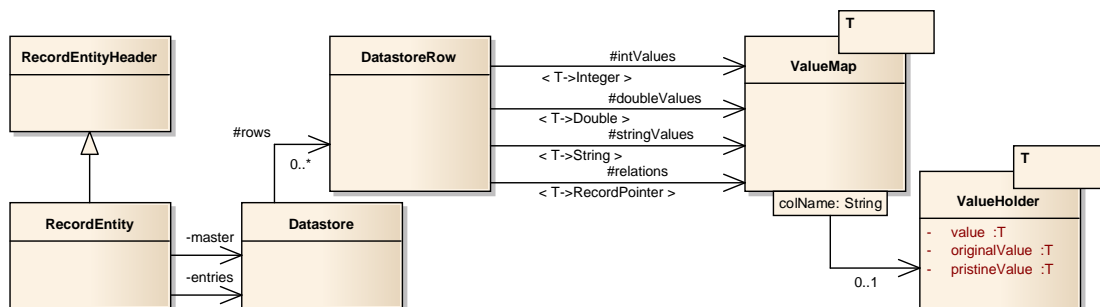 T
RecordEntityHeader
DatastoreRow
#intValues
ValueMap
< T->Integer >
#doubleValues
< T->Double >
#rows
#stringValues
0..*
< T->String >
T
#relations
< T->RecordPointer >
colName: String
ValueHolder
RecordEntity
Datastore
- value :T
-master
- originalValue :T
- pristineValue :T
-entries
0..1